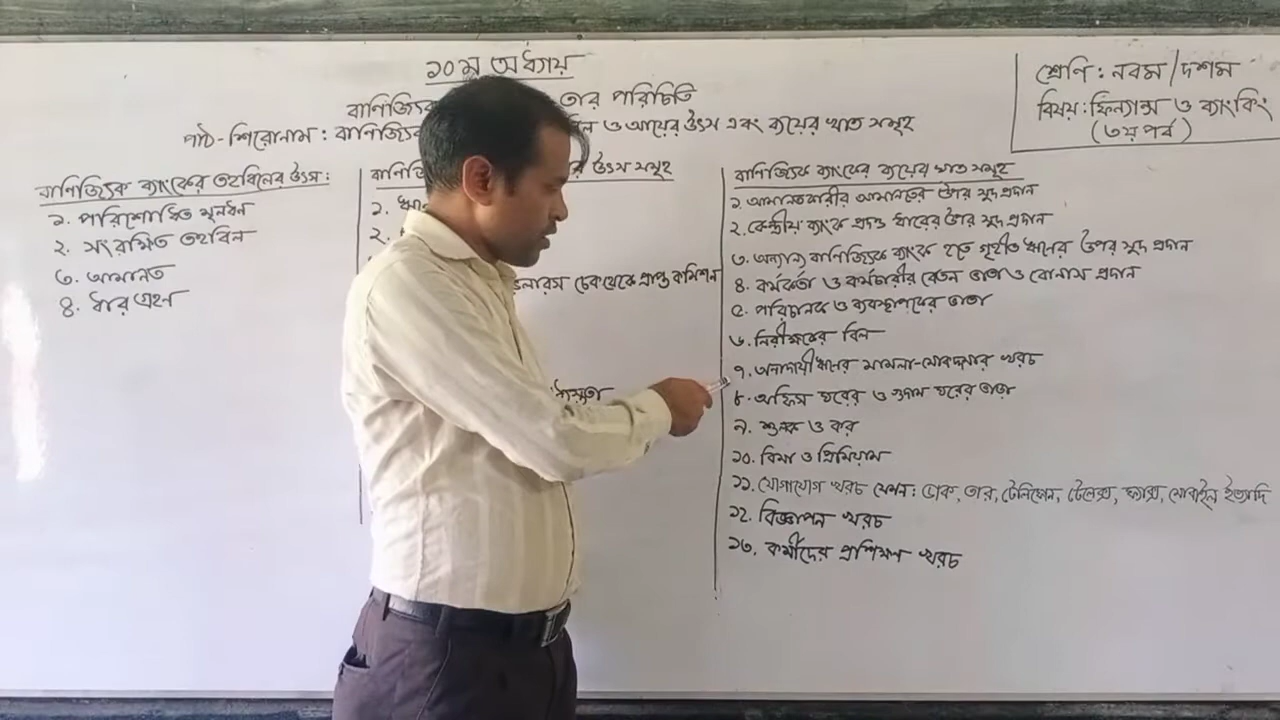 ১০ম অধ্যায়
বাণিজ্যিক তার পরিচিতি
পাঠ-শিরোনাম : বাণিজ্যিক ও আয়ের উৎস এবং ব্যয়ের খাত সমূহ
শ্রেণি : নবম/দশম
বিষয় : ফিন্যান্স ও ব্যাংকিং
(৩য় পর্ব)
বাণিজ্যিক ব্যাংকের তহবিলের উৎস :
১. পরিশোধিত মূলধন
২. সংরক্ষিত তহবিল
৩. আমানত
৪. ধার গ্রহণ
উৎস সমূহ
১.
২.
চেক থেকে প্রাপ্ত কমিশন
বাণিজ্যিক ব্যাংকের ব্যয়ের খাত সমূহ
১. আমানতকারীর আমানতের উপর সুদ প্রদান
২. কেন্দ্রীয় ব্যাংক প্রদত্ত ধারের উপর সুদ প্রদান
৩. অন্যান্য বাণিজ্যিক ব্যাংক হতে গৃহীত ঋণের উপর সুদ প্রদান
৪. কর্মকর্তা ও কর্মচারীর বেতন ভাতা ও বোনাস প্রদান
৫. পরিচালক ও ব্যবস্থাপকের ভাতা
৬. নিরীক্ষকের বিল
৭. অনাদায়ী ঋণের মামলা-মোকদ্দমার খরচ
৮. অফিস ঘরের ও গুদাম ঘরের ভাড়া
৯. শুল্ক ও কর
১০. বিমা ও প্রিমিয়াম
১১. যোগাযোগ খরচ যেমন : ডাক, তার, টেলিফোন, টেলেক্স, ফ্যাক্স, মোবাইল ইত্যাদি
১২. বিজ্ঞাপন খরচ
১৩. কর্মীদের প্রশিক্ষণ খরচ